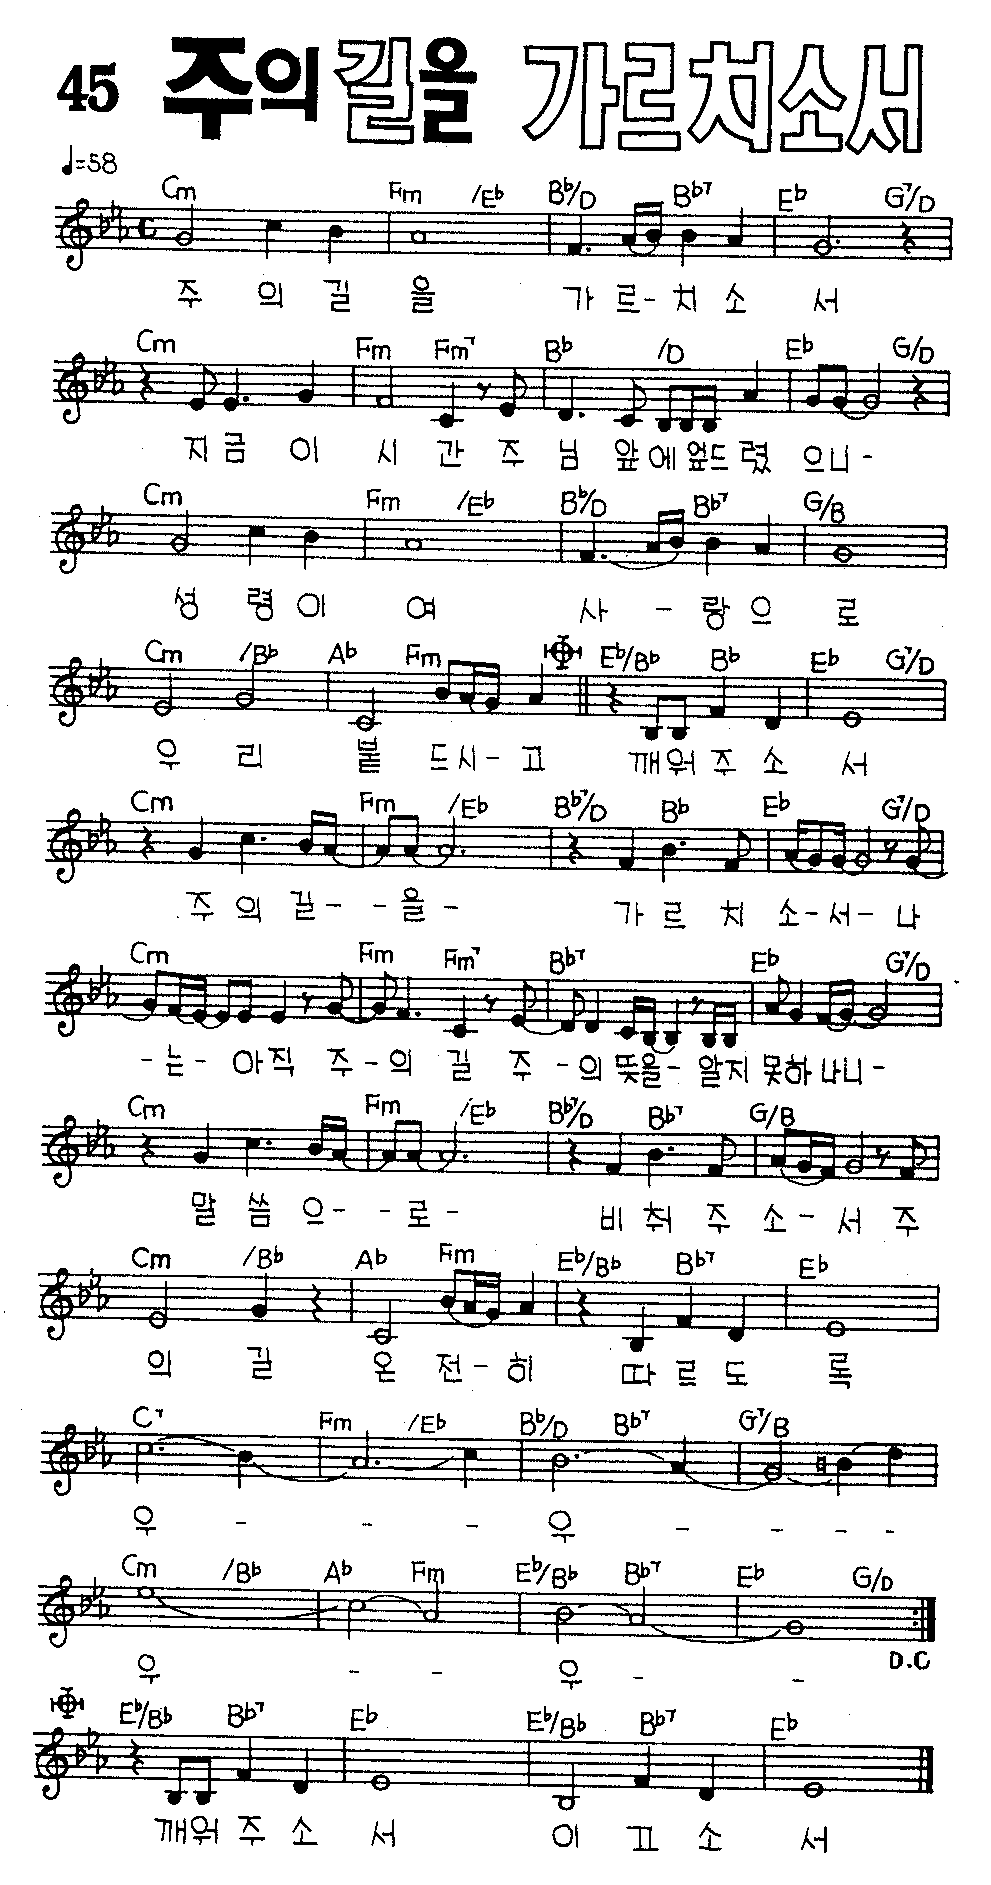 45 주의 길을 가르치소서
♩=58
Cm Fm /E♭ B♭/D B♭7 E♭ G7/D
주 의 길 을 가 르- 치 소 서
Cm Fm Fm7 B♭ /D E♭ G/D
지 금 이 시 간 주 님 앞 에 엎드 렸 으니-
Cm Fm /E♭ B♭/D B♭7 G/B
성 령 이 여 사 - 랑 으 로
Cm /B♭ A♭ Fm E♭/B♭ B♭ E♭ G7/D
우 리 붙 드시- 고 깨워 주 소 서
Cm Fm /E♭ B♭7/D B♭ E♭ G7/D
주 의 길- - 을 - 가 르 치 소-서- 나
Cm Fm Fm7 B♭7 E♭ G7/D
-는- 아직 주-의 길 주 -의 뜻을- 알지 못하나니-
Cm Fm /E♭ B♭7/D B♭7 G/B
말 씀 으- - 로- 비 춰 주 소 - 서 주
Cm /B♭ A♭ Fm E♭/B♭ B♭7 E♭
의 길 온 전-히 따 르 도 록
C7 Fm /E♭ B♭/D B♭7 G7/B
우 - - - 우 - - - -
Cm /B♭ A♭ Fm E♭/B♭ B♭7 E♭ G/D
우 - - 우 - -
D.C
E♭/B♭ B♭7 E♭ E♭/B♭ B♭7 E♭
깨워 주 소 서 이 끄 소 서